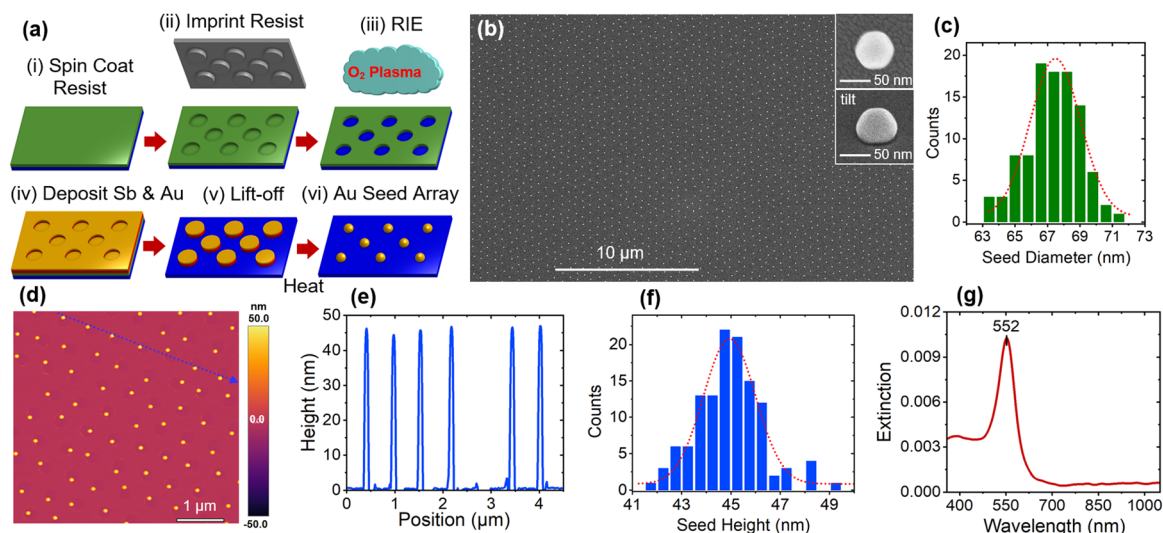 (a)
(ii) Imprint Resist
(iii) RIE
(i) Spin Coat
Resist
O₂ Plasma
(iv) Deposit Sb & Au
(v) Lift-off
(vi) Au Seed Array
Heat
(b)
50 nm
tilt
50 nm
10 μm
(c)
20
15
10
5
0
Counts
63 65 67 69 71 73
Seed Diameter (nm)
(d)
nm
50.0
0.0
-50.0
1 μm
(e)
50
40
30
20
10
0
Height (nm)
0 1 2 3 4
Position (μm)
(f)
20
15
10
5
0
Counts
41 43 45 47 49
Seed Height (nm)
(g)
552
0.012
0.009
0.006
0.003
0.000
Extinction
400 550 700 850 1000
Wavelength (nm)